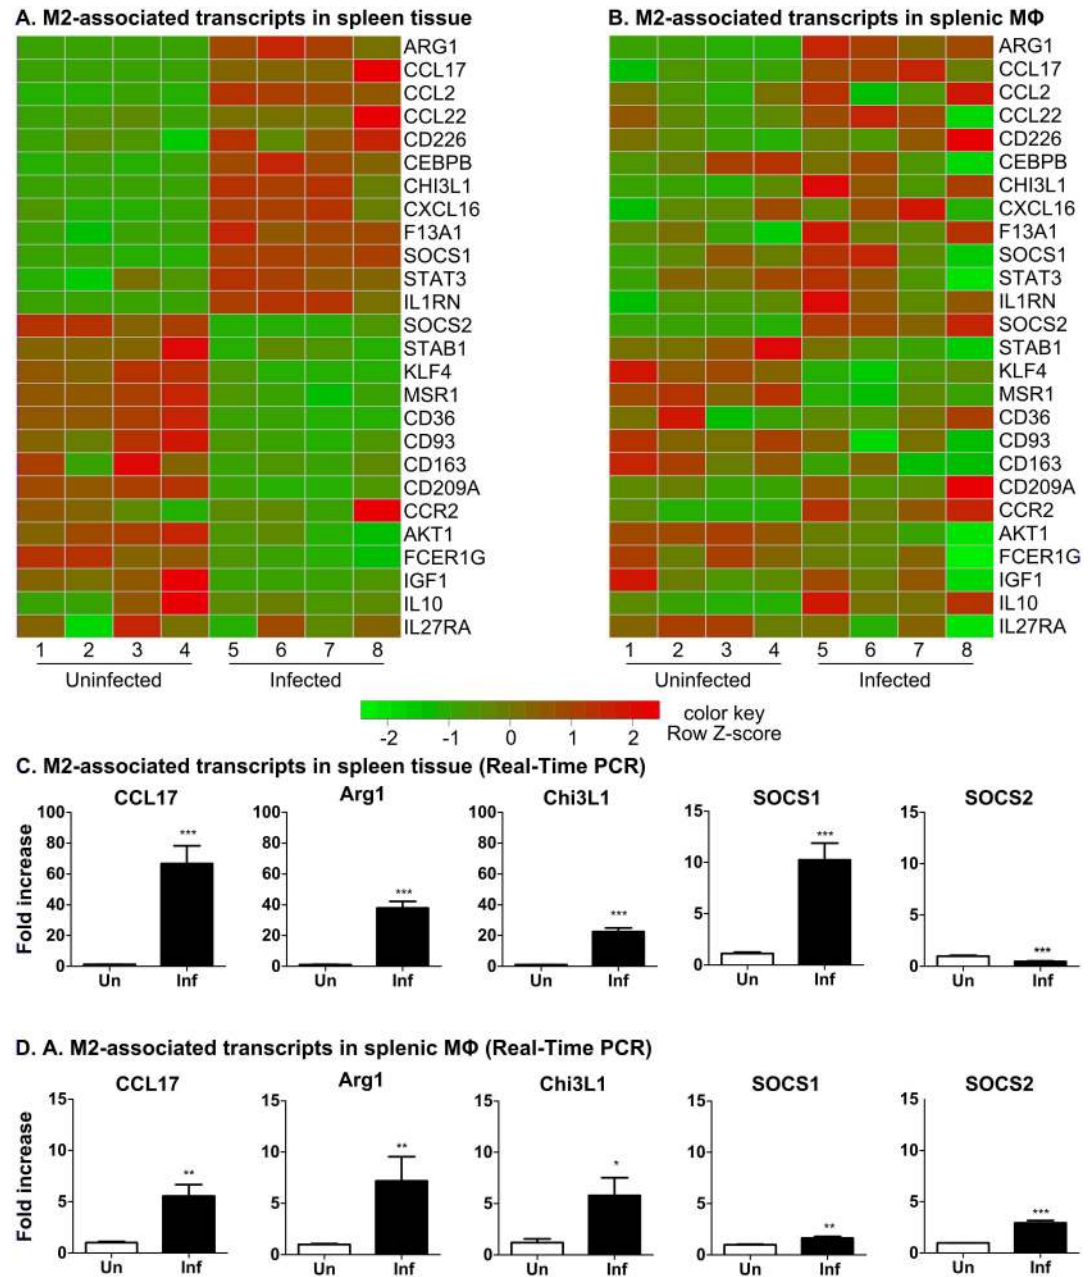 A. M2-associated transcripts in spleen tissue
ARG1
CCL17
CCL2
CCL22
CD226
CEBPB
CHI3L1
CXCL16
F13A1
SOCS1
STAT3
IL1RN
SOCS2
STAB1
KLF4
MSR1
CD36
CD93
CD163
CD209A
CCR2
AKT1
FCER1G
IGF1
IL10
IL27RA
1 2 3 4 5 6 7 8
Uninfected Infected
B. M2-associated transcripts in splenic MΦ
ARG1
CCL17
CCL2
CCL22
CD226
CEBPB
CHI3L1
CXCL16
F13A1
SOCS1
STAT3
IL1RN
SOCS2
STAB1
KLF4
MSR1
CD36
CD93
CD163
CD209A
CCR2
AKT1
FCER1G
IGF1
IL10
IL27RA
1 2 3 4 5 6 7 8
Uninfected Infected
-2 -1 0 1 2
color key
Row Z-score
C. M2-associated transcripts in spleen tissue (Real-Time PCR)
Fold increase
CCL17
100
80
60
40
20
0
***
Un Inf
Arg1
100
80
60
40
20
0
***
Un Inf
Chi3L1
100
80
60
40
20
0
***
Un Inf
SOCS1
15
10
5
0
***
Un Inf
SOCS2
15
10
5
0
***
Un Inf
D. A. M2-associated transcripts in splenic MΦ (Real-Time PCR)
Fold increase
CCL17
15
10
5
0
**
Un Inf
Arg1
15
10
5
0
**
Un Inf
Chi3L1
15
10
5
0
*
Un Inf
SOCS1
15
10
5
0
**
Un Inf
SOCS2
15
10
5
0
***
Un Inf